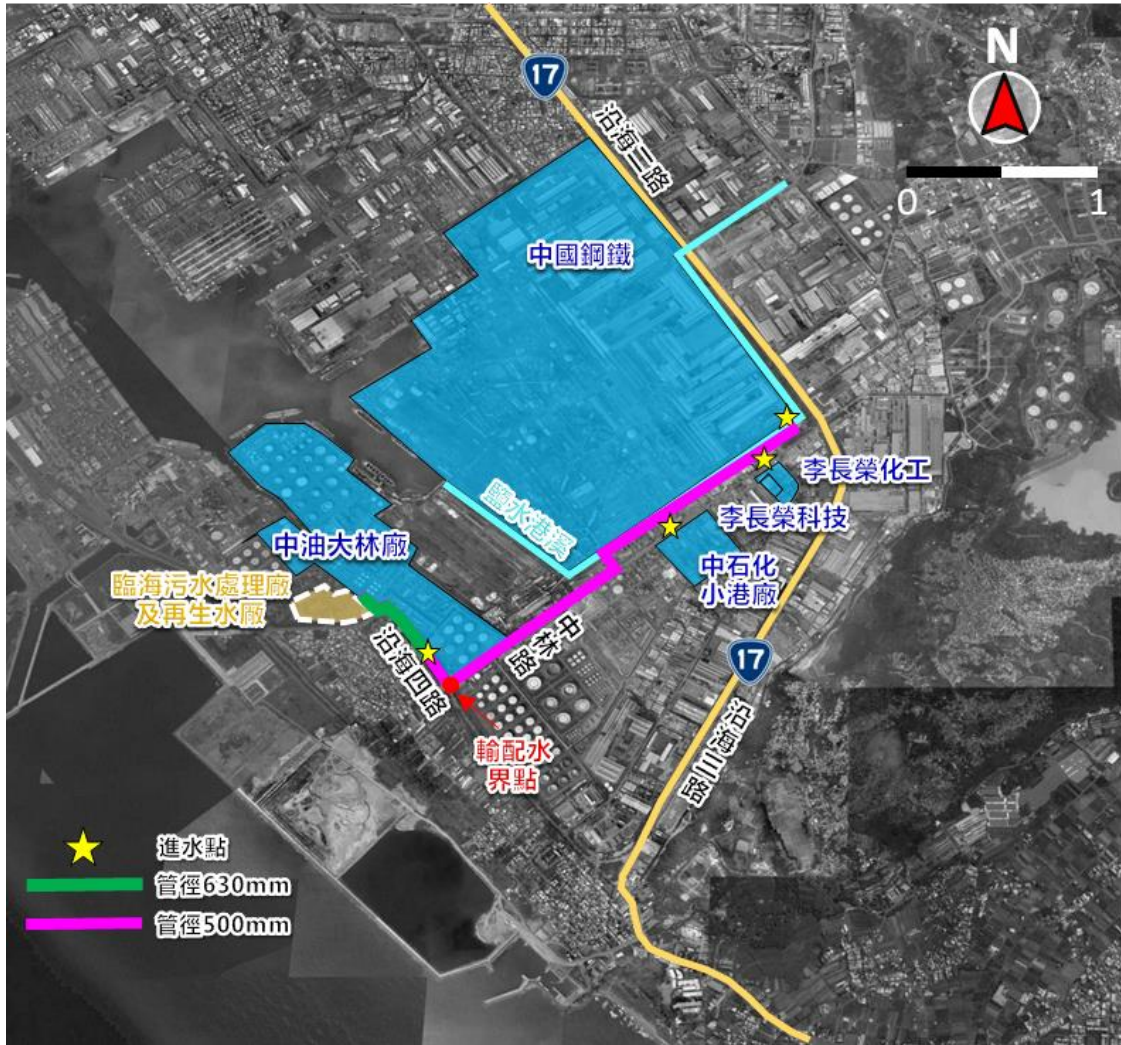 N
17
沿海三路
0 1
中國鋼鐵
李長榮化工
鹽水港溪
李長榮科技
中油大林廠
中石化
小港廠
臨海污水處理廠
及再生水廠
中林路
沿海四路
17
沿海三路
輸配水
界點
進水點
管徑630mm
管徑500mm